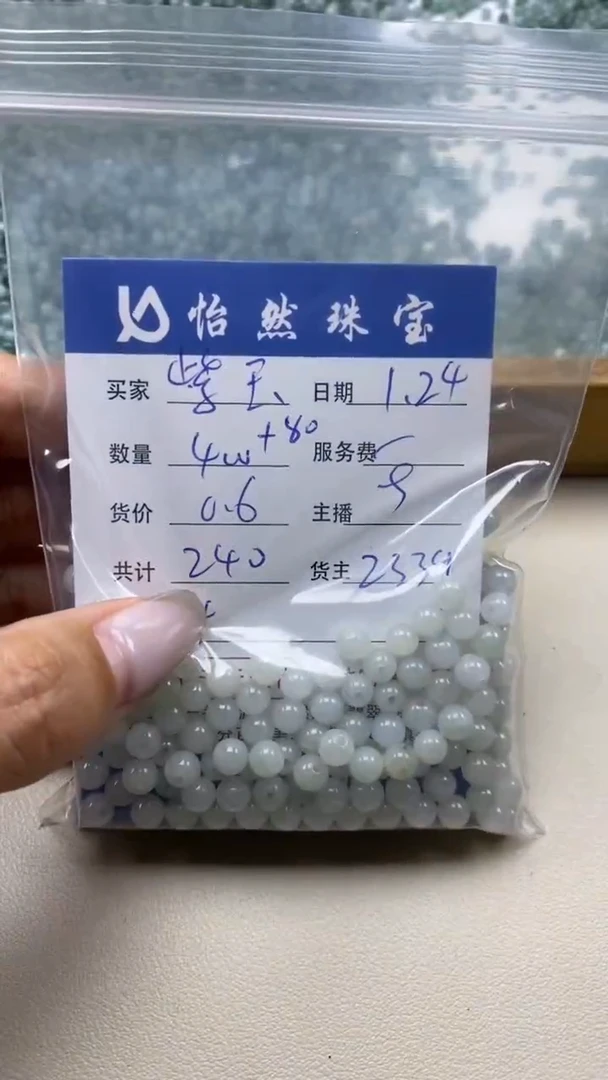 怡然珠宝
买家 紫玉 日期 1.24
数量 4w+80 服务费
货价 0.6 主播
共计 240 货主 2339